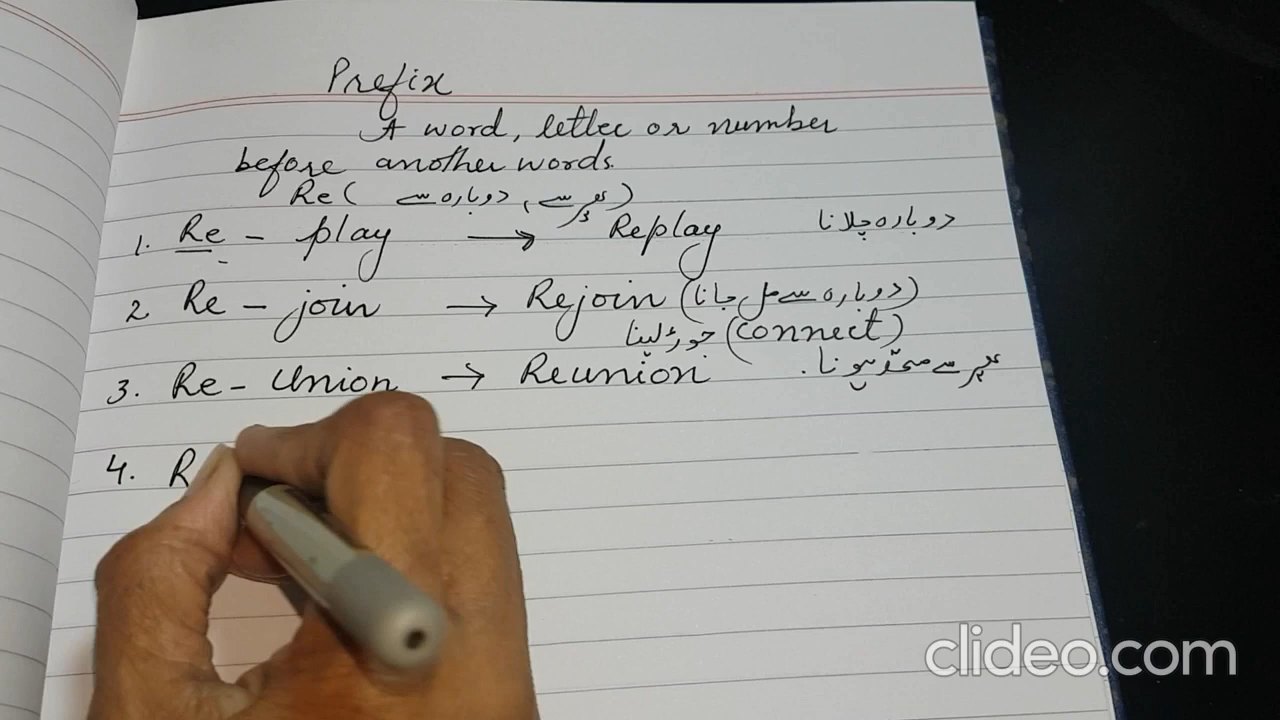 Prefix
A word, letter or number
before another words.
Re ( پھر سے, دوبارہ سے )
1. Re - play → Replay دوبارہ چلانا
2 Re - join → Rejoin (دوبارہ سے مل جانا)
جوڑ لینا (connect)
3. Re - Union → Reunion پھر سے متحد ہونا.
4. R
clideo.com